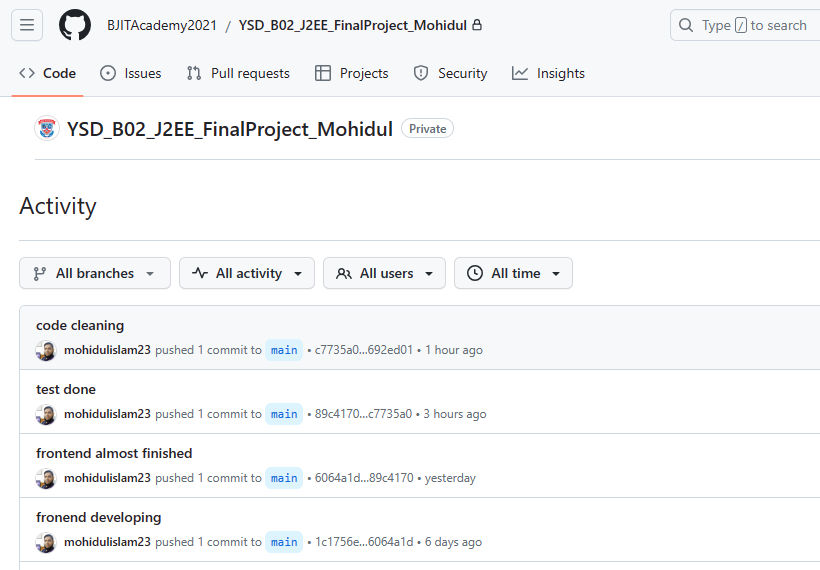 BJITAcademy2021 / YSD_B02_J2EE_FinalProject_Mohidul
Type / to search
Code Issues Pull requests Projects Security Insights
YSD_B02_J2EE_FinalProject_Mohidul Private
Activity
All branches All activity All users All time
code cleaning
mohidulislam23 pushed 1 commit to main • c7735a0...692ed01 • 1 hour ago
test done
mohidulislam23 pushed 1 commit to main • 89c4170...c7735a0 • 3 hours ago
frontend almost finished
mohidulislam23 pushed 1 commit to main • 6064a1d...89c4170 • yesterday
fronend developing
mohidulislam23 pushed 1 commit to main • 1c1756e...6064a1d • 6 days ago